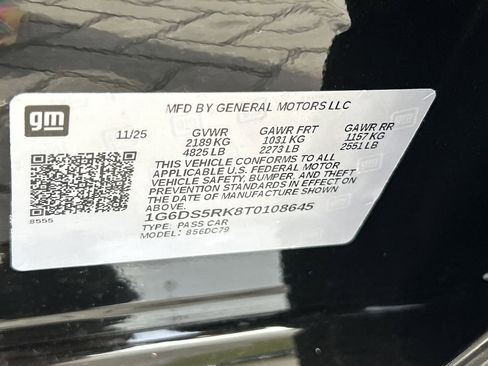 gm
MFD BY GENERAL MOTORS LLC
11/25 GVWR GAWR FRT GAWR RR
2189 KG 1031 KG 1157 KG
4825 LB 2273 LB 2551 LB
THIS VEHICLE CONFORMS TO ALL
APPLICABLE U.S. FEDERAL MOTOR
VEHICLE SAFETY, BUMPER, AND THEFT
PREVENTION STANDARDS IN EFFECT ON
THE DATE OF MANUFACTURE SHOWN
ABOVE.
1G6DS5RK8T0108645
TYPE: PASS CAR
MODEL: 856DC79
8555